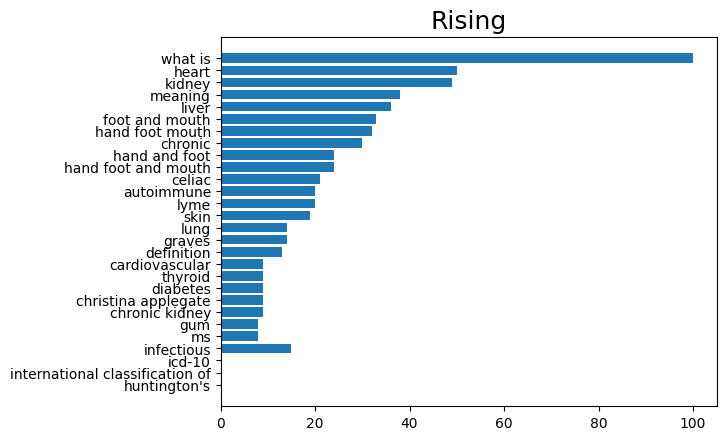 Rising
what is
heart
kidney
meaning
liver
foot and mouth
hand foot mouth
chronic
hand and foot
hand foot and mouth
celiac
autoimmune
lyme
skin
lung
graves
definition
cardiovascular
thyroid
diabetes
christina applegate
chronic kidney
gum
ms
infectious
icd-10
international classification of
huntington's
0 20 40 60 80 100